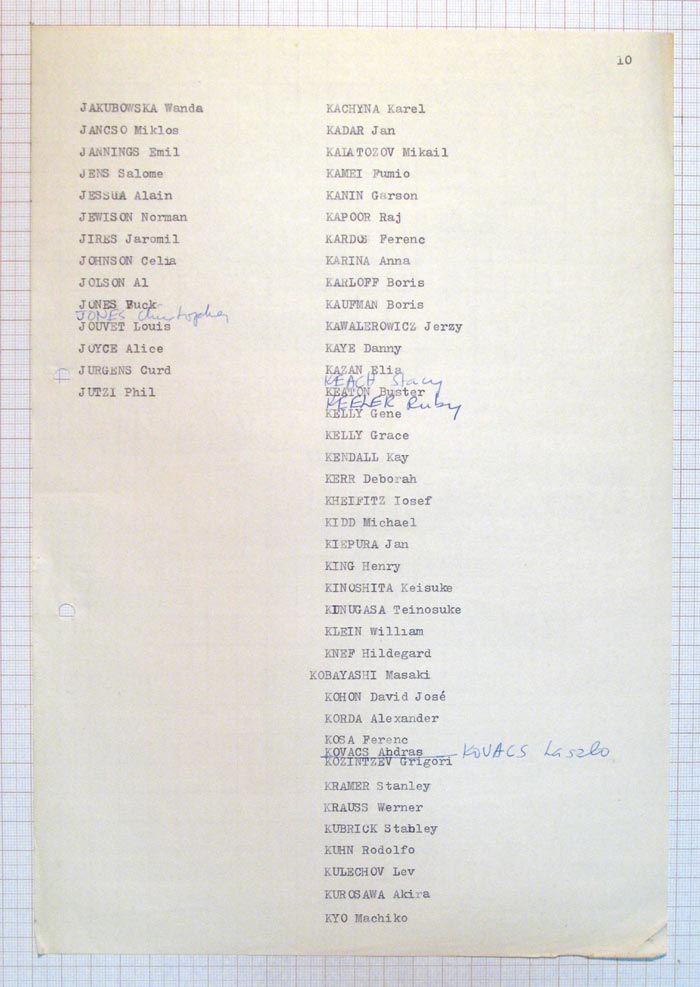 10
JAKUBOWSKA Wanda
JANCSO Miklos
JANNINGS Emil
JENS Salome
JESSUA Alain
JEWISON Norman
JIRES Jaromil
JOHNSON Celia
JOLSON Al
JONES Buck
JONES Christopher
JOUVET Louis
JOYCE Alice
JURGENS Curd
JUTZI Phil
KACHYNA Karel
KADAR Jan
KALATOZOV Mikail
KAMEI Fumio
KANIN Garson
KAPOOR Raj
KARDOS Ferenc
KARINA Anna
KARLOFF Boris
KAUFMAN Boris
KAWALEROWICZ Jerzy
KAYE Danny
KAZAN Elia
KEACH Stacy
KEATON Buster
KEELER Ruby
KELLY Gene
KELLY Grace
KENDALL Kay
KERR Deborah
KHEIFITZ Iosef
KIDD Michael
KIEPURA Jan
KING Henry
KINOSHITA Keisuke
KINUGASA Teinosuke
KLEIN William
KNEF Hildegard
KOBAYASHI Masaki
KOHON David José
KORDA Alexander
KOSA Ferenc
KOVACS Ahdras KOVACS Laszlo
KOZINTZEV Grigori
KRAMER Stanley
KRAUSS Werner
KUBRICK Stabley
KUHN Rodolfo
KULECHOV Lev
KUROSAWA Akira
KYO Machiko